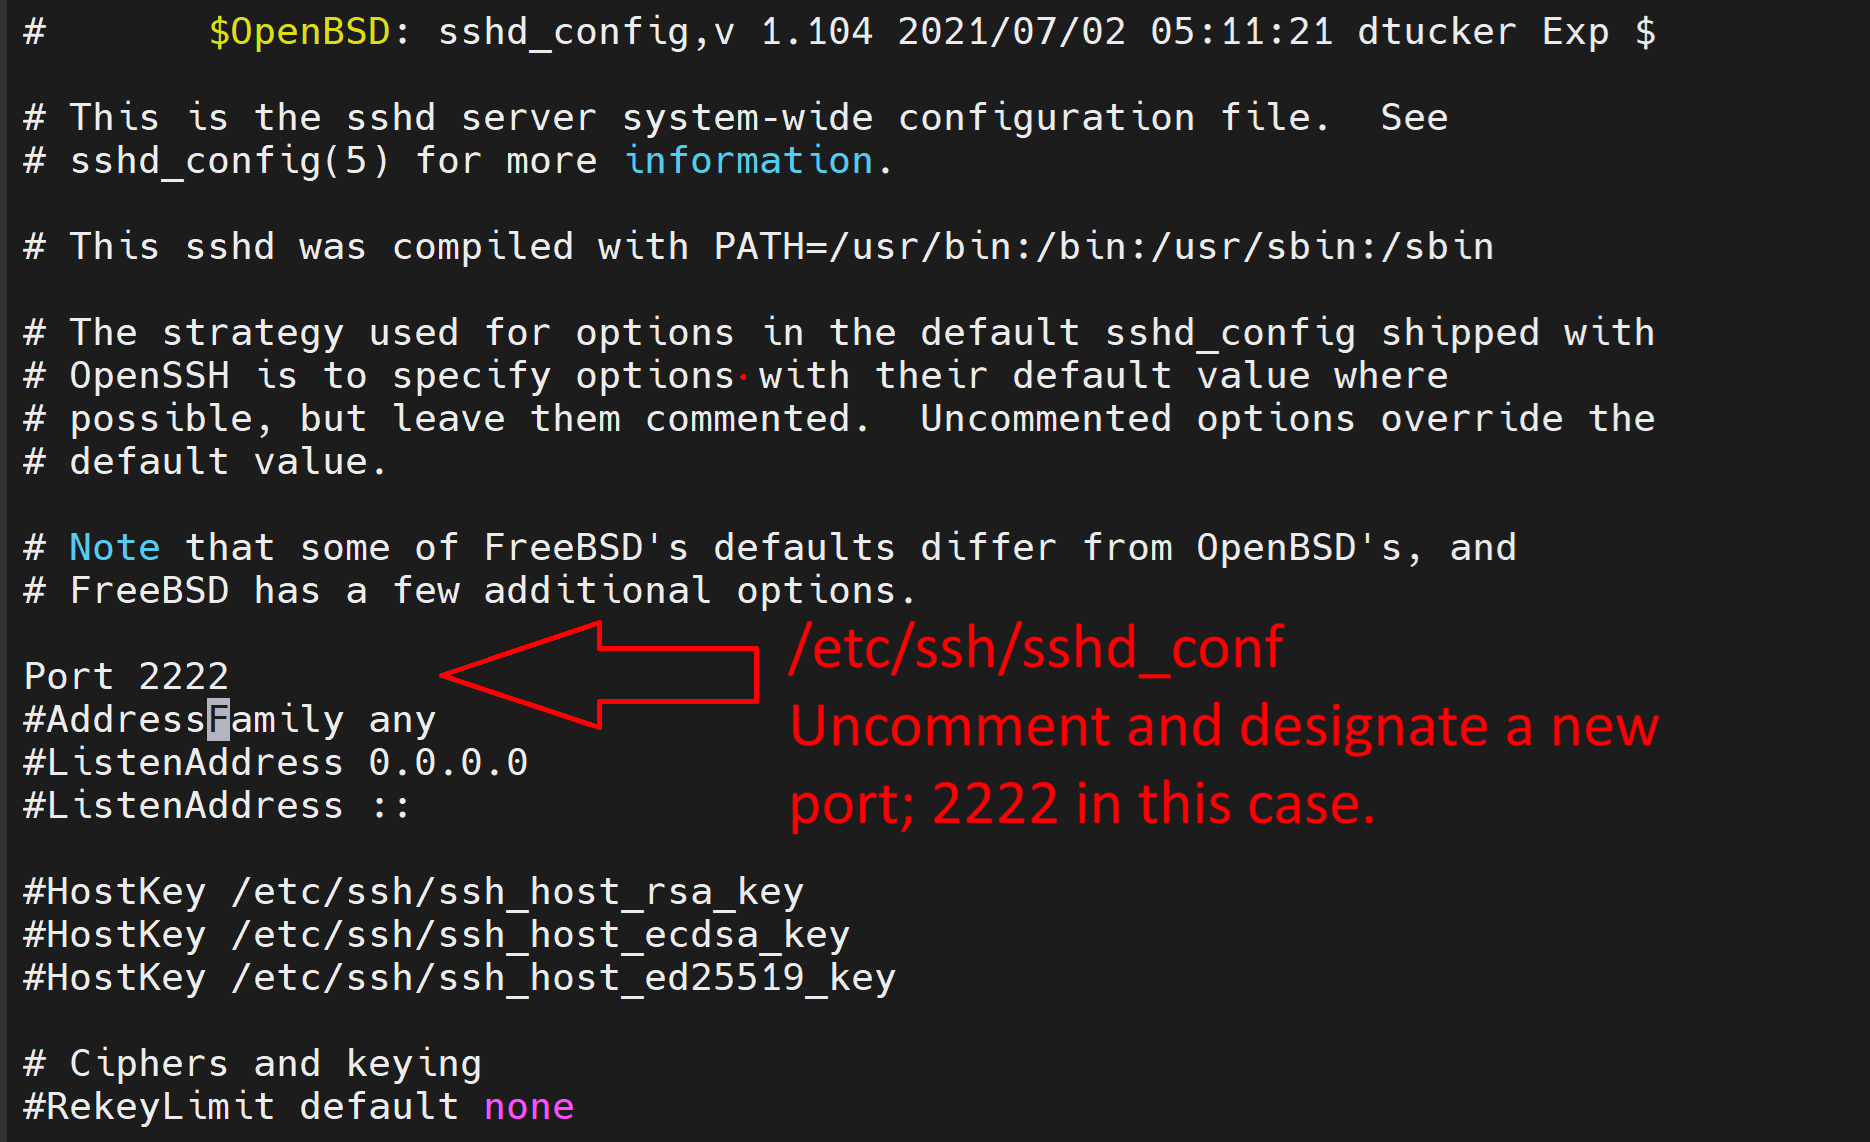 #       $OpenBSD: sshd_config,v 1.104 2021/07/02 05:11:21 dtucker Exp $
# This is the sshd server system-wide configuration file.  See
# sshd_config(5) for more information.
# This sshd was compiled with PATH=/usr/bin:/bin:/usr/sbin:/sbin
# The strategy used for options in the default sshd_config shipped with
# OpenSSH is to specify options with their default value where
# possible, but leave them commented.  Uncommented options override the
# default value.
# Note that some of FreeBSD's defaults differ from OpenBSD's, and
# FreeBSD has a few additional options.
Port 2222
#AddressFamily any
#ListenAddress 0.0.0.0
#ListenAddress ::
/etc/ssh/sshd_conf
Uncomment and designate a new
port; 2222 in this case.
#HostKey /etc/ssh/ssh_host_rsa_key
#HostKey /etc/ssh/ssh_host_ecdsa_key
#HostKey /etc/ssh/ssh_host_ed25519_key
# Ciphers and keying
#RekeyLimit default none